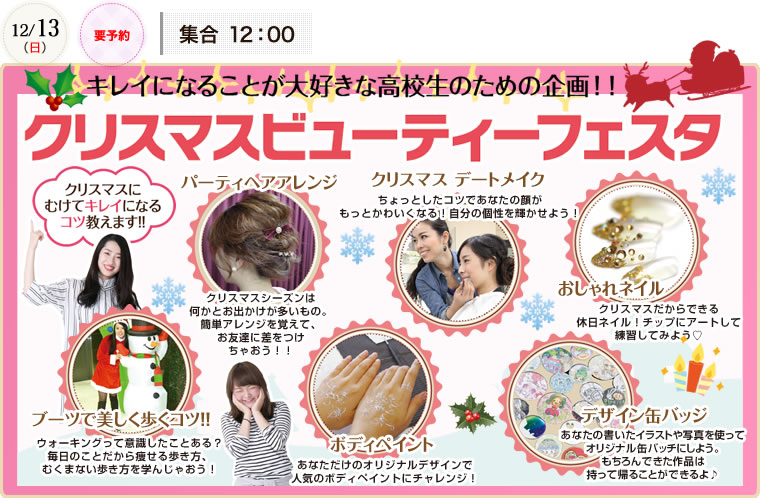 12/13
(日)
要予約
集合 12:00
キレイになることが大好きな高校生のための企画!!
クリスマスビューティーフェスタ
クリスマスに
むけてキレイになる
コツ教えます!!
パーティヘアアレンジ
クリスマスシーズンは
何かとお出かけが多いもの。
簡単アレンジを覚えて、
お友達に差をつけ
ちゃおう!!
クリスマス デートメイク
ちょっとしたコツであなたの顔が
もっとかわいくなる!自分の個性を輝かせよう!
おしゃれネイル
クリスマスだからできる
休日ネイル!チップにアートして
練習してみよう♡
ブーツで美しく歩くコツ!!
ウォーキングって意識したことある?
毎日のことだから痩せる歩き方、
むくまない歩き方を学んじゃおう!
ボディペイント
あなただけのオリジナルデザインで
人気のボディペイントにチャレンジ!
デザイン缶バッジ
あなたの書いたイラストや写真を使って
オリジナル缶バッチにしよう。
もちろんできた作品は
持って帰ることができるよ♪